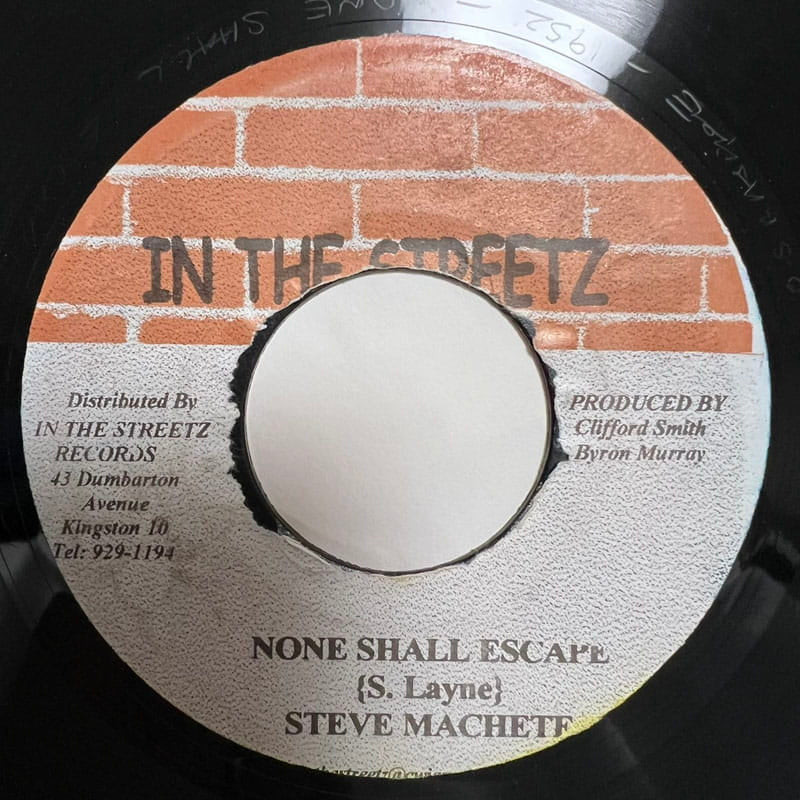 IN THE STREETZ
Distributed By
IN THE STREETZ
RECORDS
43 Dumbarton
Avenue
Kingston 10
Tel: 929-1194
PRODUCED BY
Clifford Smith
Byron Murray
NONE SHALL ESCAPE
{S. Layne}
STEVE MACHETE